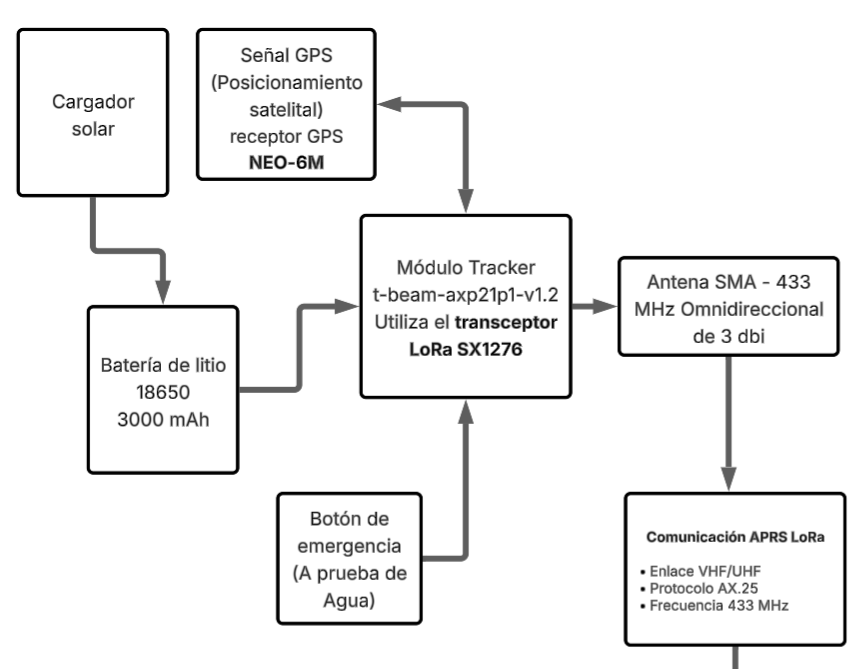 Cargador
solar
Señal GPS
(Posicionamiento
satelital)
receptor GPS
NEO-6M
Módulo Tracker
t-beam-axp21p1-v1.2
Utiliza el transceptor
LoRa SX1276
Antena SMA - 433
MHz Omnidireccional
de 3 dbi
Batería de litio
18650
3000 mAh
Botón de
emergencia
(A prueba de
Agua)
Comunicación APRS LoRa
• Enlace VHF/UHF
• Protocolo AX.25
• Frecuencia 433 MHz